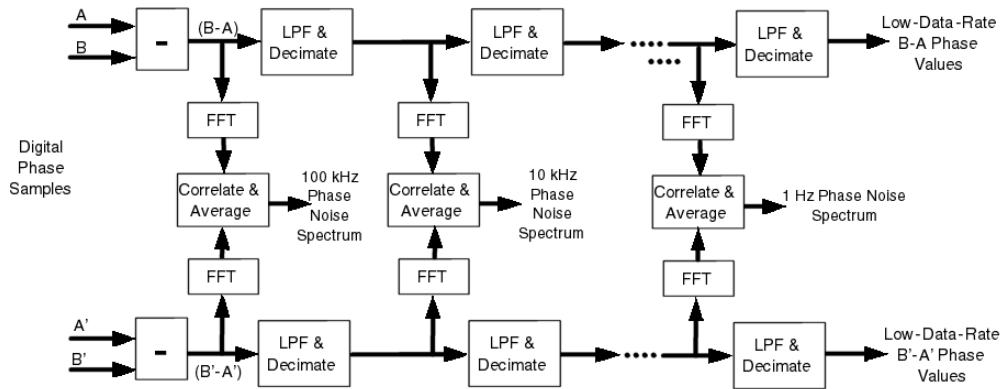 A
B
-
(B-A)
LPF &
Decimate
LPF &
Decimate
LPF &
Decimate
Low-Data-Rate
B-A Phase
Values
FFT
FFT
FFT
Digital
Phase
Samples
Correlate &
Average
100 kHz
Phase
Noise
Spectrum
Correlate &
Average
10 kHz
Phase
Noise
Spectrum
Correlate &
Average
1 Hz Phase Noise
Spectrum
FFT
FFT
FFT
A'
B'
-
(B'-A')
LPF &
Decimate
LPF &
Decimate
LPF &
Decimate
Low-Data-Rate
B'-A' Phase
Values